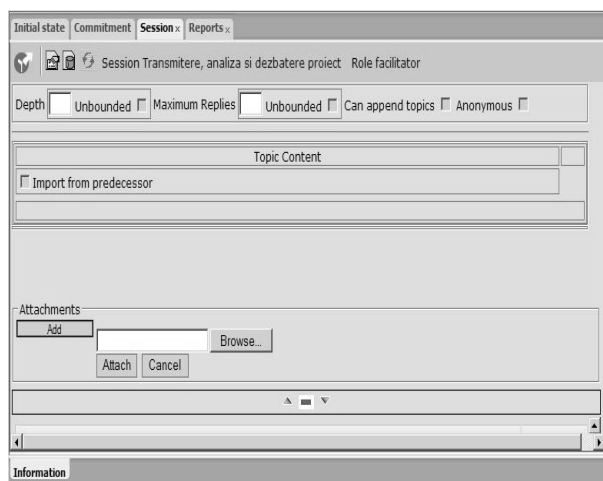 Initial state Commitment Session x Reports x
Session Transmitere, analiza si dezbatere proiect Role facilitator
Depth Unbounded Maximum Replies Unbounded Can append topics Anonymous
Topic Content
Import from predecessor
Attachments
Add
Browse...
Attach Cancel
Information